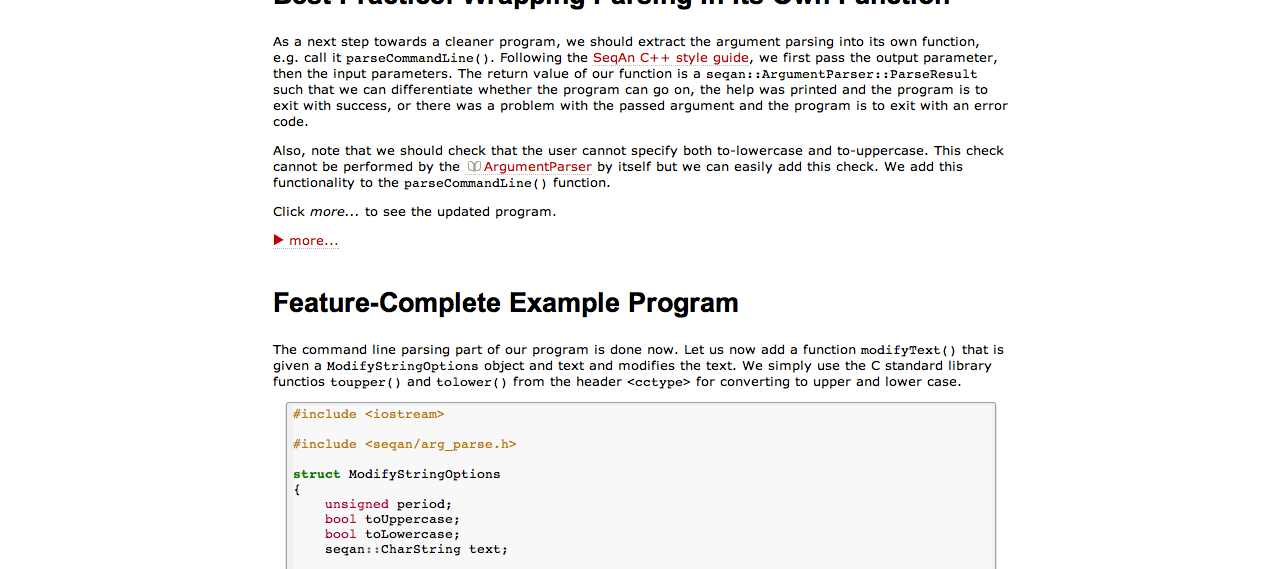 Best Practice: Wrapping Parsing in Its Own Function
As a next step towards a cleaner program, we should extract the argument parsing into its own function,
e.g. call it parseCommandLine(). Following the SeqAn C++ style guide, we first pass the output parameter,
then the input parameters. The return value of our function is a seqan::ArgumentParser::ParseResult
such that we can differentiate whether the program can go on, the help was printed and the program is to
exit with success, or there was a problem with the passed argument and the program is to exit with an error
code.
Also, note that we should check that the user cannot specify both to-lowercase and to-uppercase. This check
cannot be performed by the ArgumentParser by itself but we can easily add this check. We add this
functionality to the parseCommandLine() function.
Click more... to see the updated program.
more...
Feature-Complete Example Program
The command line parsing part of our program is done now. Let us now add a function modifyText() that is
given a ModifyStringOptions object and text and modifies the text. We simply use the C standard library
functios toupper() and tolower() from the header <cctype> for converting to upper and lower case.
#include <iostream>
#include <seqan/arg_parse.h>
struct ModifyStringOptions
{
    unsigned period;
    bool toUppercase;
    bool toLowercase;
    seqan::CharString text;